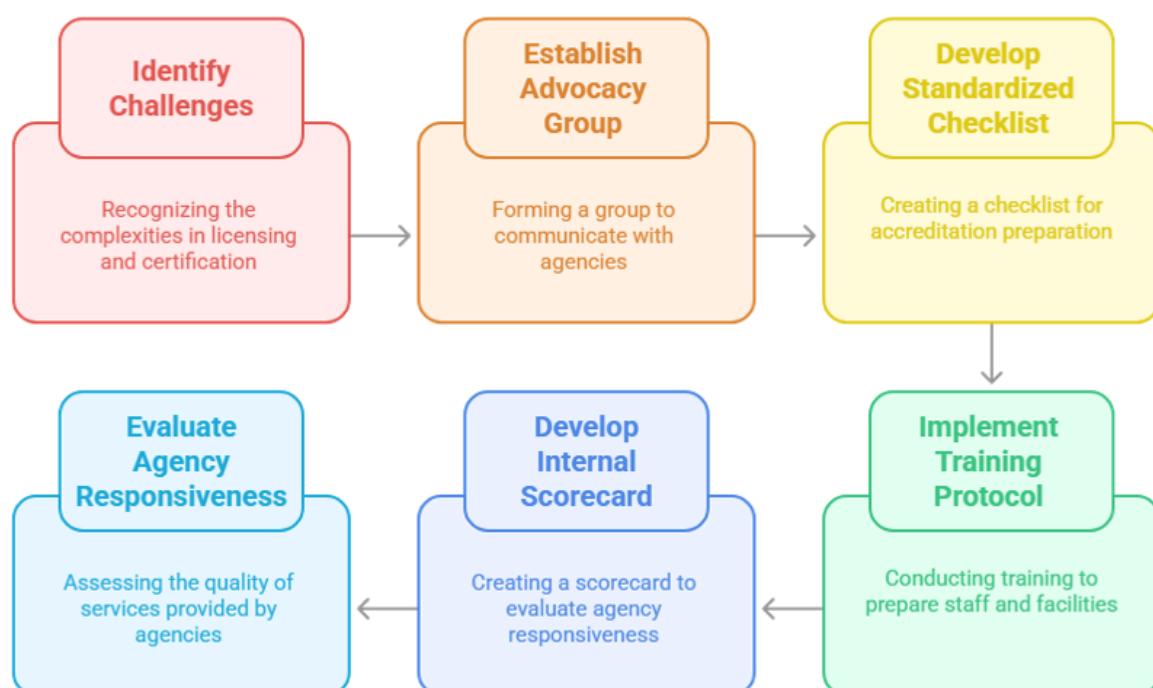 Identify
Challenges
Recognizing the
complexities in licensing
and certification
Establish
Advocacy
Group
Forming a group to
communicate with
agencies
Develop
Standardized
Checklist
Creating a checklist for
accreditation preparation
Implement
Training
Protocol
Conducting training to
prepare staff and facilities
Develop
Internal
Scorecard
Creating a scorecard to
evaluate agency
responsiveness
Evaluate
Agency
Responsiveness
Assessing the quality of
services provided by
agencies